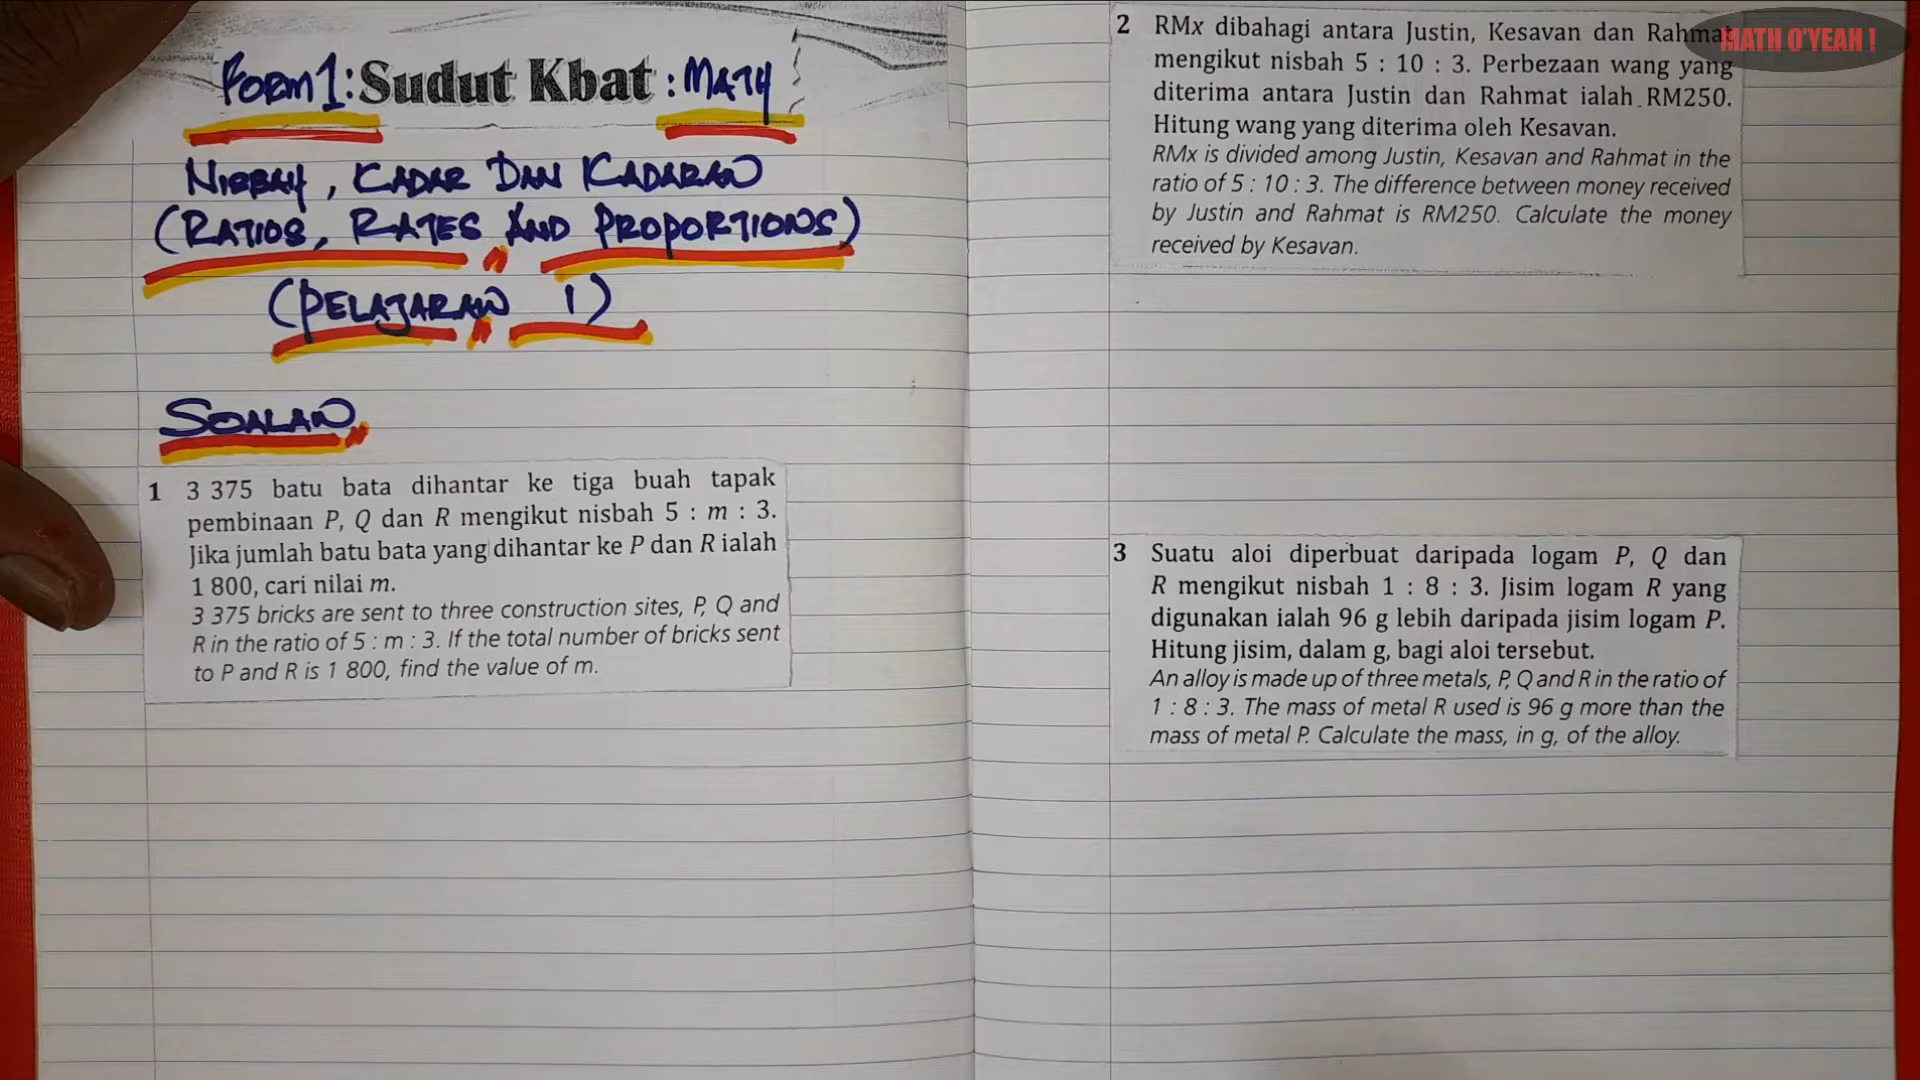 FORM 1: Sudut Kbat : MATH
NISBAH, KADAR DAN KADARAN
(RATIOS, RATES AND PROPORTIONS)
(PELAJARAN 1)
SOALAN
1 3 375 batu bata dihantar ke tiga buah tapak
pembinaan P, Q dan R mengikut nisbah 5 : m : 3.
Jika jumlah batu bata yang dihantar ke P dan R ialah
1 800, cari nilai m.
3 375 bricks are sent to three construction sites, P, Q and
R in the ratio of 5 : m : 3. If the total number of bricks sent
to P and R is 1 800, find the value of m.
2 RMx dibahagi antara Justin, Kesavan dan Rahmat
mengikut nisbah 5 : 10 : 3. Perbezaan wang yang
diterima antara Justin dan Rahmat ialah RM250.
Hitung wang yang diterima oleh Kesavan.
RMx is divided among Justin, Kesavan and Rahmat in the
ratio of 5 : 10 : 3. The difference between money received
by Justin and Rahmat is RM250. Calculate the money
received by Kesavan.
3 Suatu aloi diperbuat daripada logam P, Q dan
R mengikut nisbah 1 : 8 : 3. Jisim logam R yang
digunakan ialah 96 g lebih daripada jisim logam P.
Hitung jisim, dalam g, bagi aloi tersebut.
An alloy is made up of three metals, P, Q and R in the ratio of
1 : 8 : 3. The mass of metal R used is 96 g more than the
mass of metal P. Calculate the mass, in g, of the alloy.
MATH O'YEAH !